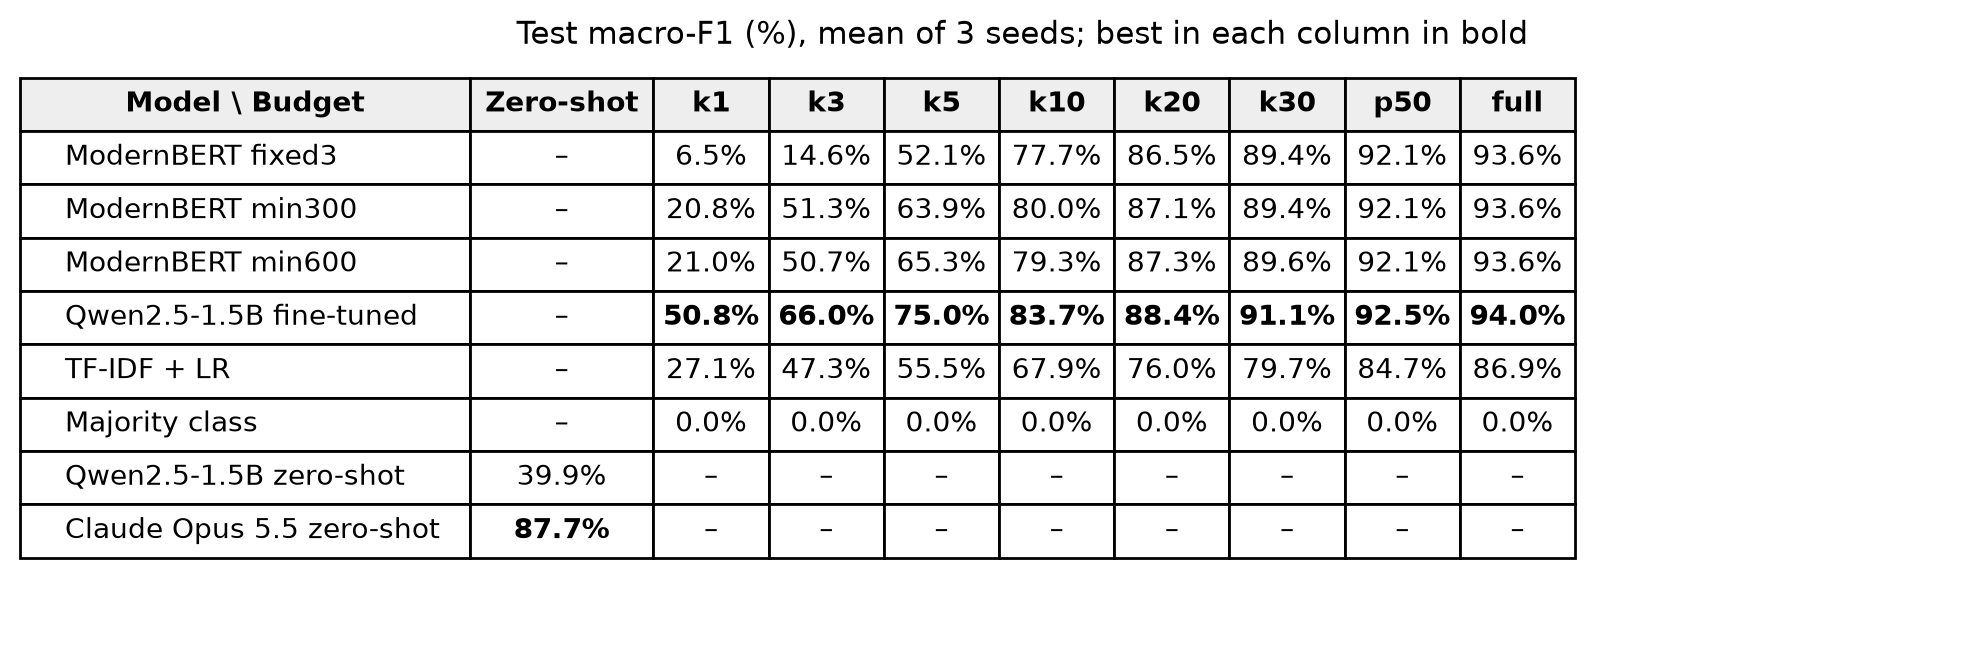 Test macro-F1 (%), mean of 3 seeds; best in each column in bold
Model \ Budget Zero-shot k1 k3 k5 k10 k20 k30 p50 full
ModernBERT fixed3 – 6.5% 14.6% 52.1% 77.7% 86.5% 89.4% 92.1% 93.6%
ModernBERT min300 – 20.8% 51.3% 63.9% 80.0% 87.1% 89.4% 92.1% 93.6%
ModernBERT min600 – 21.0% 50.7% 65.3% 79.3% 87.3% 89.6% 92.1% 93.6%
Qwen2.5-1.5B fine-tuned – 50.8% 66.0% 75.0% 83.7% 88.4% 91.1% 92.5% 94.0%
TF-IDF + LR – 27.1% 47.3% 55.5% 67.9% 76.0% 79.7% 84.7% 86.9%
Majority class – 0.0% 0.0% 0.0% 0.0% 0.0% 0.0% 0.0% 0.0%
Qwen2.5-1.5B zero-shot 39.9% – – – – – – – –
Claude Opus 5.5 zero-shot 87.7% – – – – – – – –